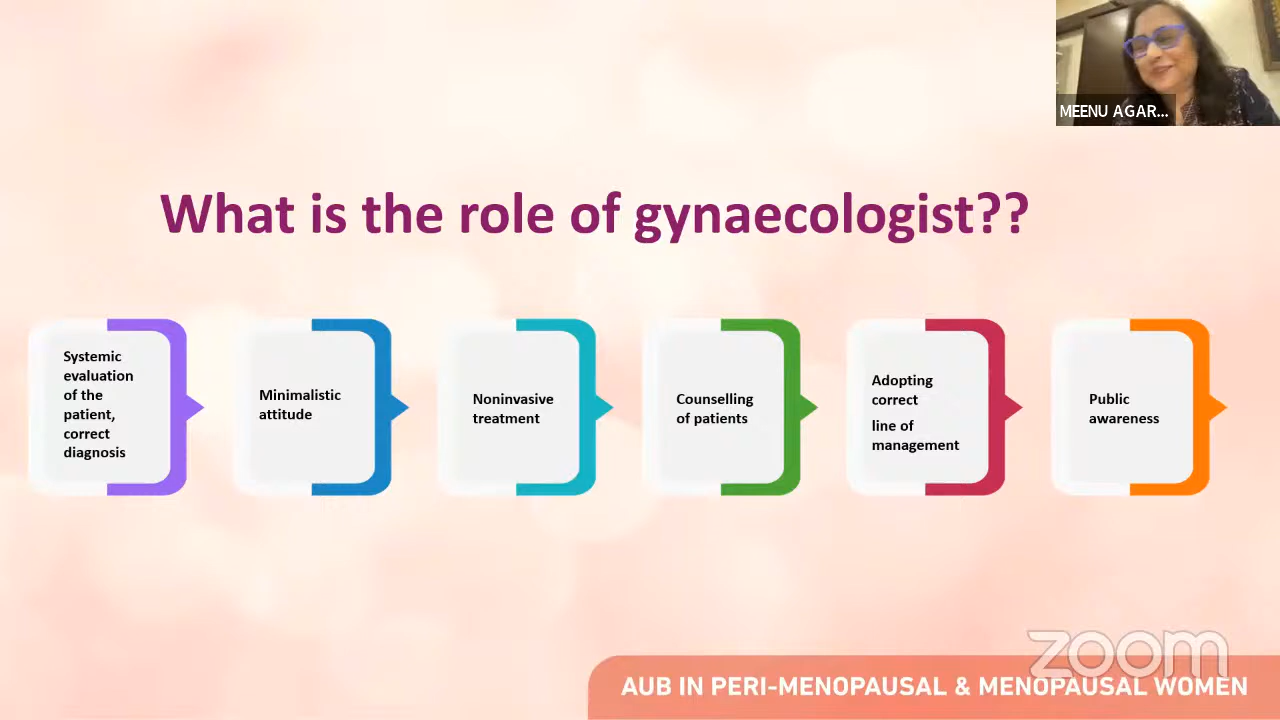 MEENU AGAR...
What is the role of gynaecologist??
Systemic
evaluation
of the
patient,
correct
diagnosis
Minimalistic
attitude
Noninvasive
treatment
Counselling
of patients
Adopting
correct
line of
management
Public
awareness
zoom
AUB IN PERI-MENOPAUSAL & MENOPAUSAL WOMEN